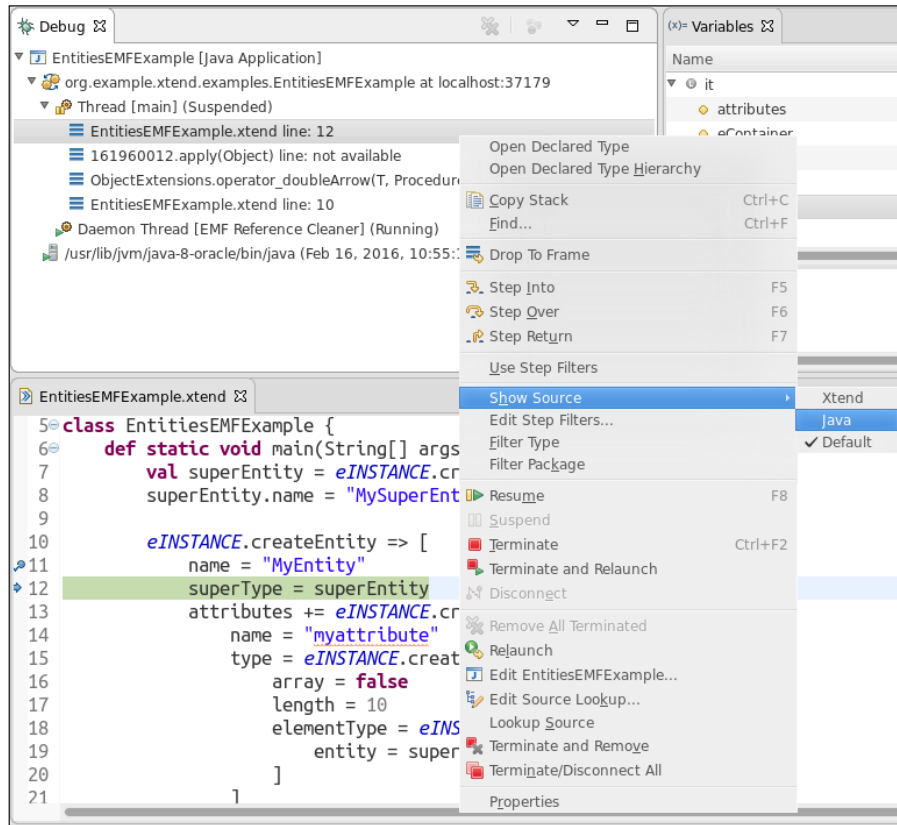 Debug
EntitiesEMFExample [Java Application]
org.example.xtend.examples.EntitiesEMFExample at localhost:37179
Thread [main] (Suspended)
EntitiesEMFExample.xtend line: 12
161960012.apply(Object) line: not available
ObjectExtensions.operator_doubleArrow(T, Procedure
EntitiesEMFExample.xtend line: 10
Daemon Thread [EMF Reference Cleaner] (Running)
/usr/lib/jvm/java-8-oracle/bin/java (Feb 16, 2016, 10:55:
(x)= Variables
Name
it
attributes
eContainer
Open Declared Type
Open Declared Type Hierarchy
Copy Stack Ctrl+C
Find... Ctrl+F
Drop To Frame
Step Into F5
Step Over F6
Step Return F7
Use Step Filters
Show Source
Edit Step Filters...
Filter Type
Filter Package
Resume F8
Suspend
Terminate Ctrl+F2
Terminate and Relaunch
Disconnect
Remove All Terminated
Relaunch
Edit EntitiesEMFExample...
Edit Source Lookup...
Lookup Source
Terminate and Remove
Terminate/Disconnect All
Properties
Xtend
Java
Default
EntitiesEMFExample.xtend
5 class EntitiesEMFExample {
6 def static void main(String[] args
7 val superEntity = eINSTANCE.cr
8 superEntity.name = "MySuperEnt
9
10 eINSTANCE.createEntity => [
11 name = "MyEntity"
12 superType = superEntity
13 attributes += eINSTANCE.cr
14 name = "myattribute"
15 type = eINSTANCE.creat
16 array = false
17 length = 10
18 elementType = eINS
19 entity = super
20 ]
21 ]